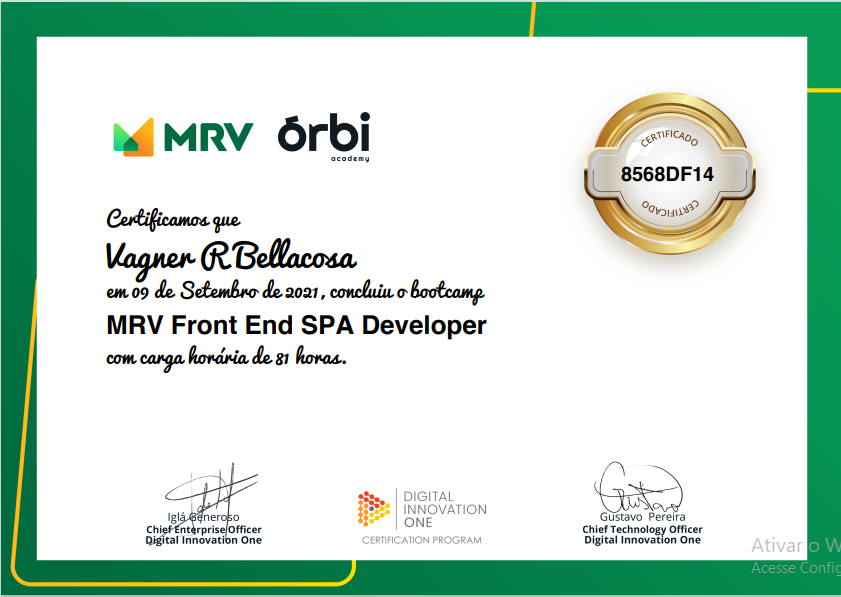 MRV órbi
academy
CERTIFICADO
8568DF14
CERTIFICADO
Certificamos que
Vagner R Bellacosa
em 09 de Setembro de 2021, concluiu o bootcamp
MRV Front End SPA Developer
com carga horária de 81 horas.
Iglá Generoso
Chief Enterprise Officer
Digital Innovation One
DIGITAL
INNOVATION
ONE
CERTIFICATION PROGRAM
Gustavo Pereira
Chief Technology Officer
Digital Innovation One
Ativar o W
Acesse Config